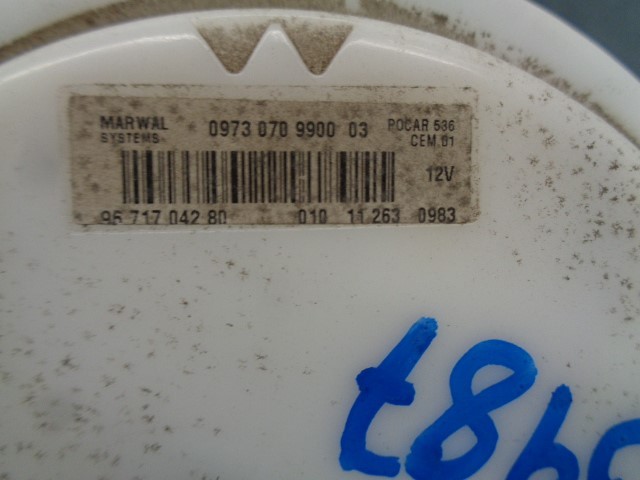 MARWAL 0973 070 9900 03 POCAR 536
SYSTEMS CEM 01
12V
96 717 042 80 010 11 263 0983